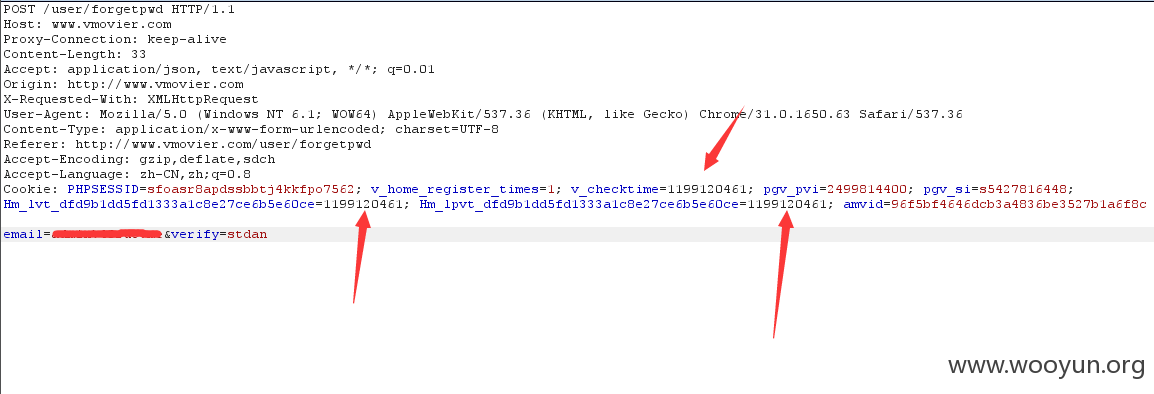 POST /user/forgetpwd HTTP/1.1
Host: www.vmovier.com
Proxy-Connection: keep-alive
Content-Length: 33
Accept: application/json, text/javascript, */*; q=0.01
Origin: http://www.vmovier.com
X-Requested-With: XMLHttpRequest
User-Agent: Mozilla/5.0 (Windows NT 6.1; WOW64) AppleWebKit/537.36 (KHTML, like Gecko) Chrome/31.0.1650.63 Safari/537.36
Content-Type: application/x-www-form-urlencoded; charset=UTF-8
Referer: http://www.vmovier.com/user/forgetpwd
Accept-Encoding: gzip,deflate,sdch
Accept-Language: zh-CN,zh;q=0.8
Cookie: PHPSESSID=sfoasr8apdssbbtj4kkfpo7562; v_home_register_times=1; v_checktime=1199120461; pgv_pvi=2499814400; pgv_si=s5427816448;
Hm_lvt_dfd9b1dd5fd1333a1c8e27ce6b5e60ce=1199120461; Hm_lpvt_dfd9b1dd5fd1333a1c8e27ce6b5e60ce=1199120461; amvid=96f5bf4646dcb3a4836be3527b1a6f8c
email= &verify=stdan
www.wooyun.org